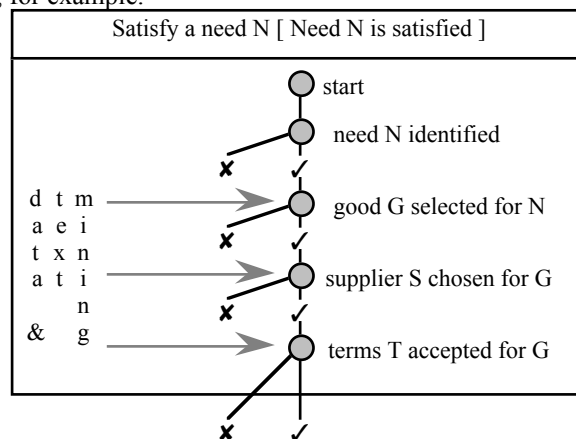 for example.
Satisfy a need N [ Need N is satisfied ]
start
need N identified
✘ ✓
good G selected for N
✘ ✓
supplier S chosen for G
✘ ✓
terms T accepted for G
✘ ✓
data &
text
mining